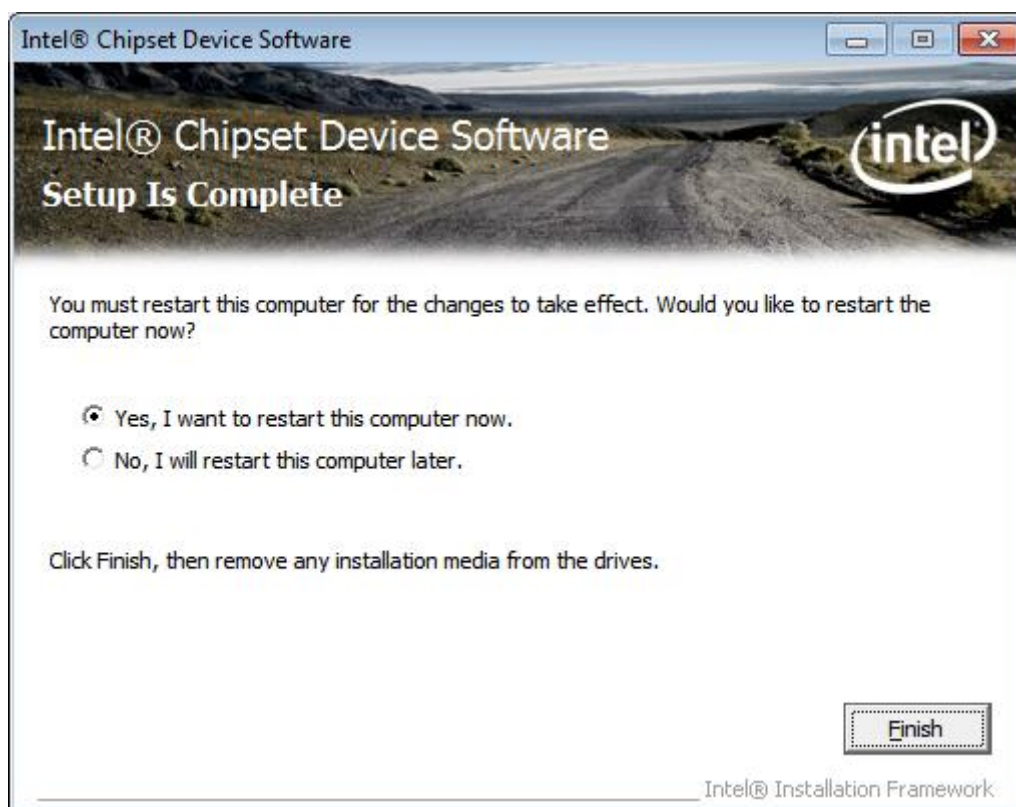 Intel® Chipset Device Software
Intel® Chipset Device Software
intel
Setup Is Complete
You must restart this computer for the changes to take effect. Would you like to restart the
computer now?
Yes, I want to restart this computer now.
No, I will restart this computer later.
Click Finish, then remove any installation media from the drives.
Finish
Intel® Installation Framework